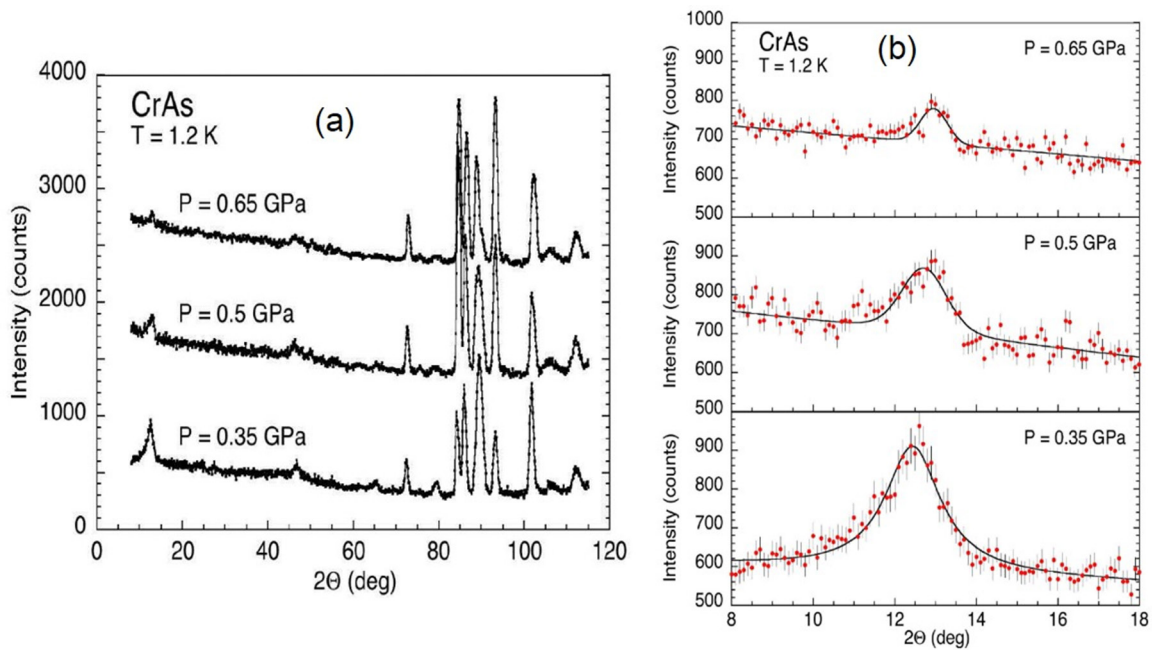 CrAs
T = 1.2 K
(a)
P = 0.65 GPa
P = 0.5 GPa
P = 0.35 GPa
Intensity (counts)
4000
3000
2000
1000
0
0 20 40 60 80 100 120
2Θ (deg)
CrAs
T = 1.2 K
(b)
P = 0.65 GPa
Intensity (counts)
1000
900
800
700
600
500
P = 0.5 GPa
Intensity (counts)
900
800
700
600
500
P = 0.35 GPa
Intensity (counts)
900
800
700
600
500
8 10 12 14 16 18
2Θ (deg)